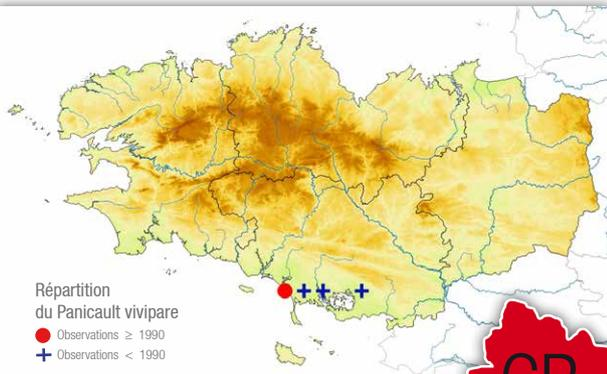 Répartition
du Panicault vivipare
Observations ≥ 1990
Observations < 1990
CR